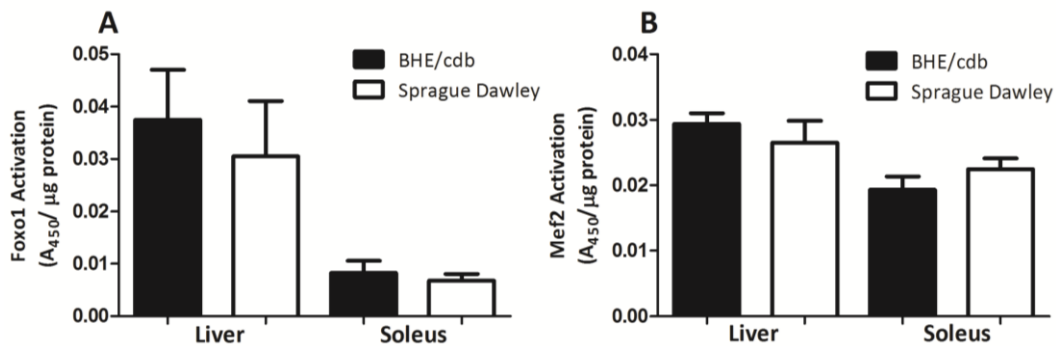 A
Foxo1 Activation
(A450/ μg protein)
0.05
0.04
0.03
0.02
0.01
0.00
BHE/cdb
Sprague Dawley
Liver
Soleus
B
Mef2 Activation
(A450/μg protein)
0.04
0.03
0.02
0.01
0.00
BHE/cdb
Sprague Dawley
Liver
Soleus